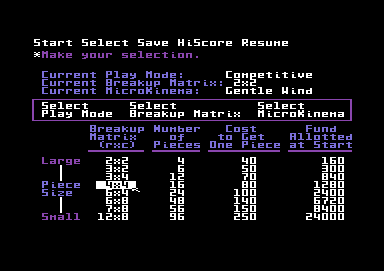 Start Select Save HiScore Resume
*Make your selection.
Current Play Mode: Competitive
Current Breakup Matrix: 2x2
Current MicroKinema: Gentle Wind
Select Select Select
Play Mode Breakup Matrix MicroKinema
Breakup Number Cost Fund
Matrix of to Get Allotted
(rxc) Pieces One Piece at Start
Large 2x2 4 40 160
| 3x2 6 50 300
| 3x4 12 70 840
Piece 4x4 16 80 1280
Size 6x4 24 100 2400
| 6x8 48 140 6720
| 7x8 56 150 8400
Small 12x8 96 250 24000